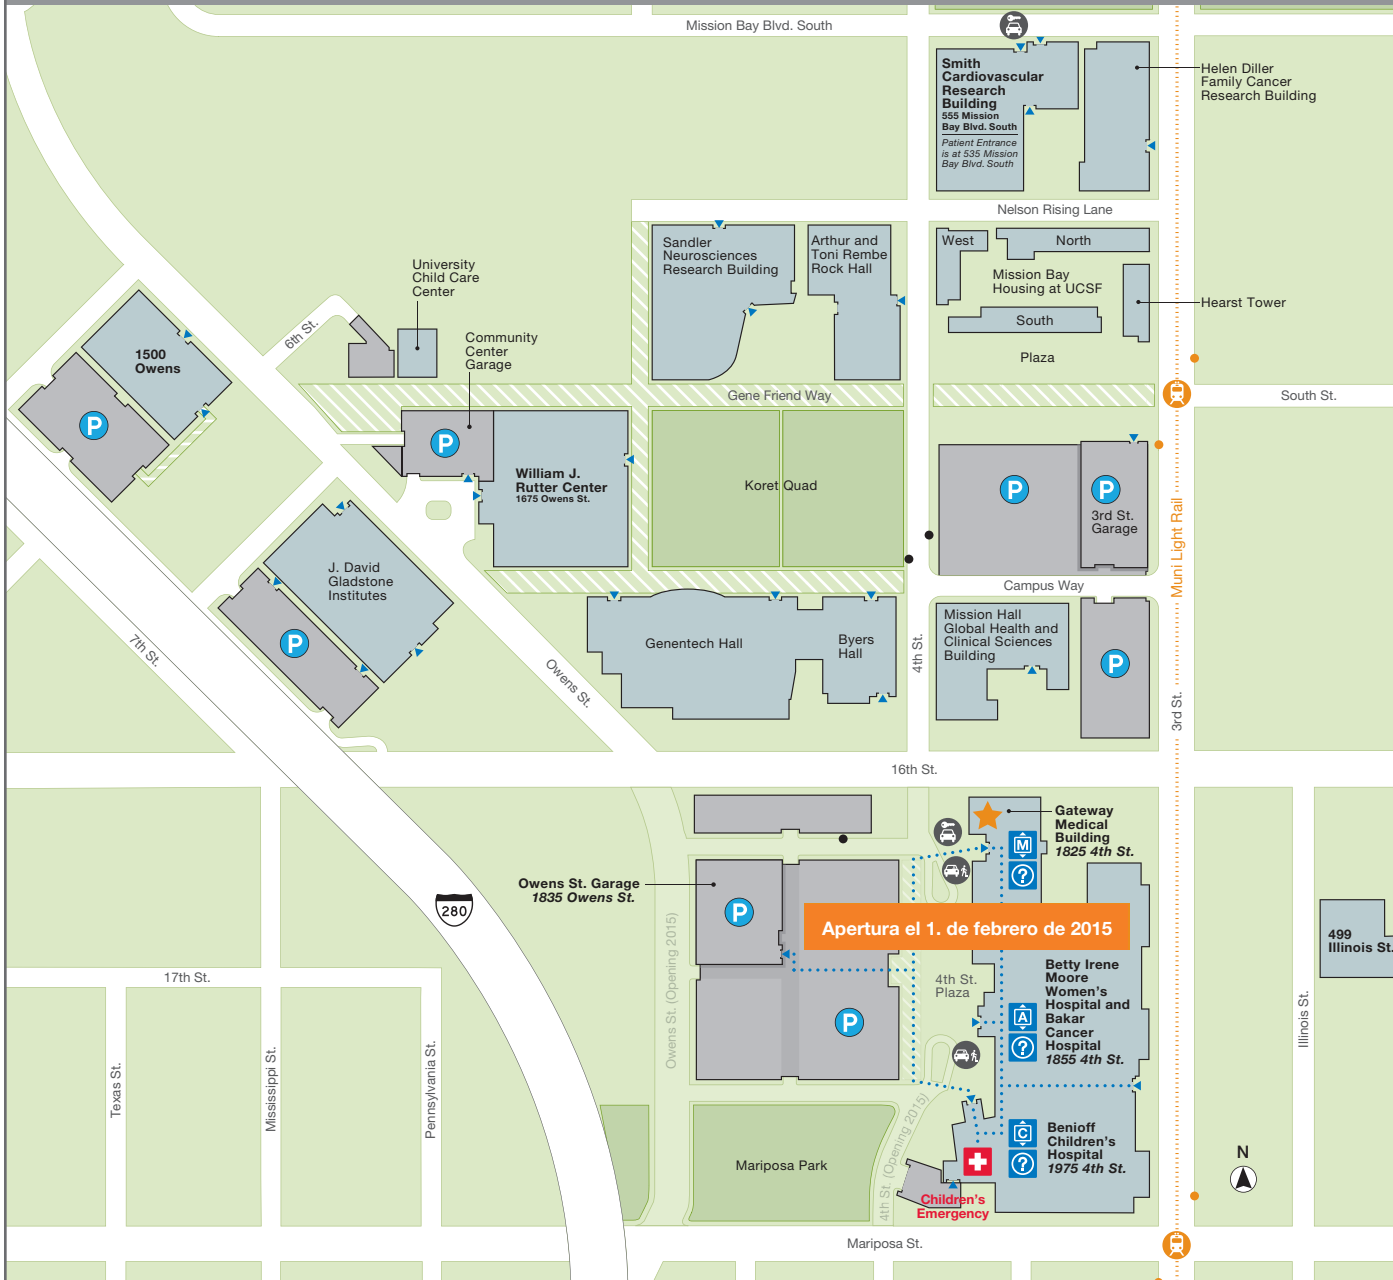 Mission Bay Blvd. South
Smith
Cardiovascular
Research
Building
555 Mission
Bay Blvd. South
Patient Entrance
is at 535 Mission
Bay Blvd. South
Helen Diller
Family Cancer
Research Building
Nelson Rising Lane
Sandler
Neurosciences
Research Building
Arthur and
Toni Rembe
Rock Hall
West
North
Mission Bay
Housing at UCSF
South
Hearst Tower
Plaza
University
Child Care
Center
6th St.
Community
Center
Garage
1500
Owens
P
Gene Friend Way
South St.
P
William J.
Rutter Center
1675 Owens St.
Koret Quad
P
P
3rd St.
Garage
Muni Light Rail
J. David
Gladstone
Institutes
P
Campus Way
7th St.
Owens St.
Genentech Hall
Byers
Hall
4th St.
Mission Hall
Global Health and
Clinical Sciences
Building
P
3rd St.
16th St.
Gateway
Medical
Building
1825 4th St.
M
?
Owens St. Garage
1835 Owens St.
P
280
Apertura el 1. de febrero de 2015
499
Illinois St.
Owens St. (Opening 2015)
17th St.
4th St.
Plaza
Betty Irene
Moore
Women's
Hospital and
Bakar
Cancer
Hospital
1855 4th St.
A
?
P
Texas St.
Mississippi St.
Pennsylvania St.
Illinois St.
4th St. (Opening 2015)
Mariposa Park
C
?
Benioff
Children's
Hospital
1975 4th St.
Children's
Emergency
N
Mariposa St.